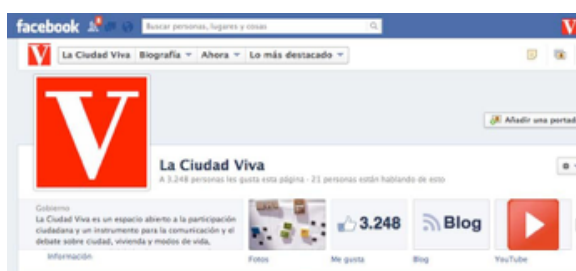 facebook
Buscar personas, lugares y cosas
V
V
La Ciudad Viva Biografía Ahora Lo más destacado
V
Añadir una portada
La Ciudad Viva
A 3.248 personas les gusta esta página · 21 personas están hablando de esto
Gobierno
La Ciudad Viva es un espacio abierto a la participación
ciudadana y un instrumento para la comunicación y el
debate sobre ciudad, vivienda y modos de vida,
Información
3.248
Blog
Fotos
Me gusta
Blog
YouTube